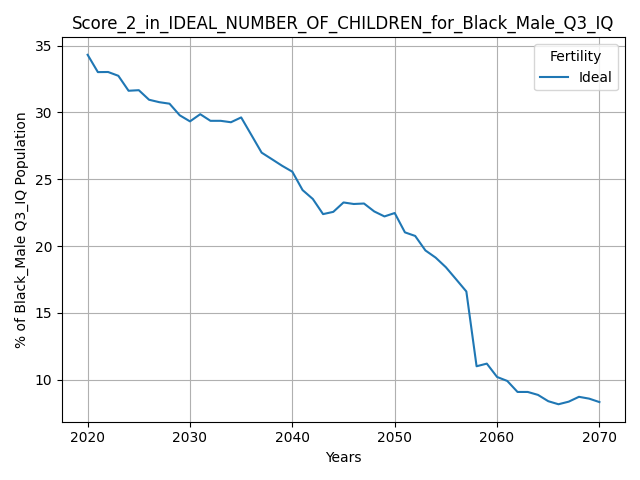 Score_2_in_IDEAL_NUMBER_OF_CHILDREN_for_Black_Male_Q3_IQ
Fertility
Ideal
% of Black_Male Q3_IQ Population
35
30
25
20
15
10
2020 2030 2040 2050 2060 2070
Years